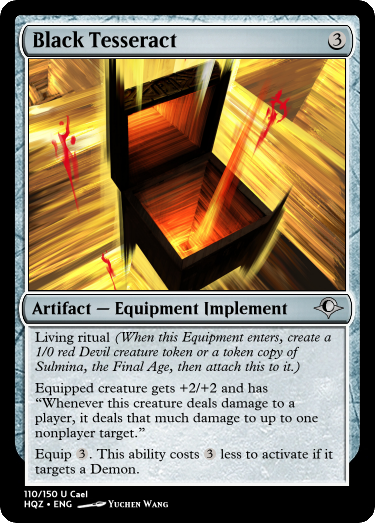 Black Tesseract 3
Artifact — Equipment Implement
Living ritual (When this Equipment enters, create a
1/0 red Devil creature token or a token copy of
Sulmina, the Final Age, then attach this to it.)
Equipped creature gets +2/+2 and has
“Whenever this creature deals damage to a
player, it deals that much damage to up to one
nonplayer target.”
Equip 3. This ability costs 3 less to activate if it
targets a Demon.
110/150 U Cael
HQZ • ENG Yuchen Wang